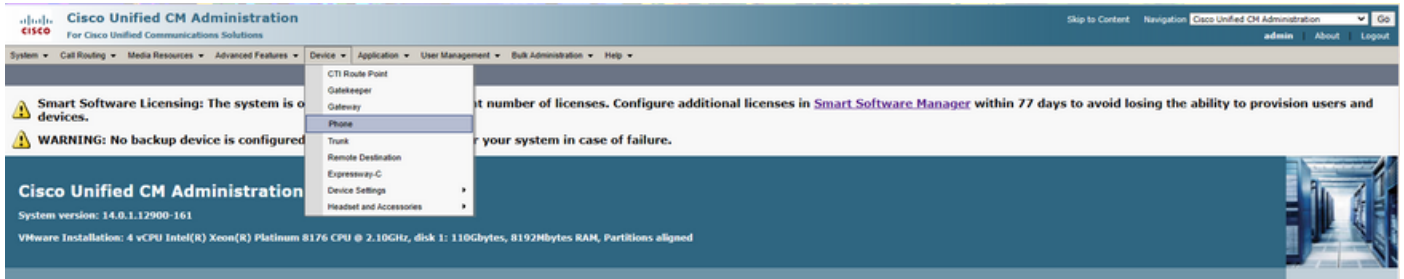 Cisco Unified CM Administration
CISCO
For Cisco Unified Communications Solutions
Skip to Content Navigation Cisco Unified CM Administration Go
admin About Logout
System Call Routing Media Resources Advanced Features Device Application User Management Bulk Administration Help
CTI Route Point
Gatekeeper
Gateway
Phone
Trunk
Remote Destination
Expressway-C
Device Settings
Headset and Accessories
Smart Software Licensing: The system is o t number of licenses. Configure additional licenses in Smart Software Manager within 77 days to avoid losing the ability to provision users and
devices.
WARNING: No backup device is configured r your system in case of failure.
Cisco Unified CM Administration
System version: 14.0.1.12900-161
VMware Installation: 4 vCPU Intel(R) Xeon(R) Platinum 8176 CPU @ 2.10GHz, disk 1: 110Gbytes, 8192Mbytes RAM, Partitions aligned